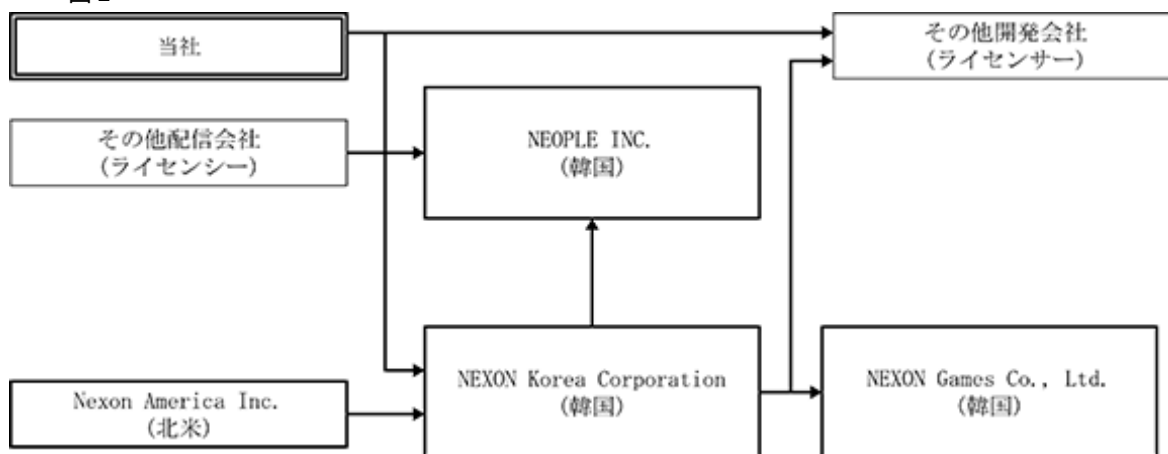 当社
その他開発会社
(ライセンサー)
その他配信会社
(ライセンシー)
NEOPLE INC.
(韓国)
Nexon America Inc.
(北米)
NEXON Korea Corporation
(韓国)
NEXON Games Co., Ltd.
(韓国)